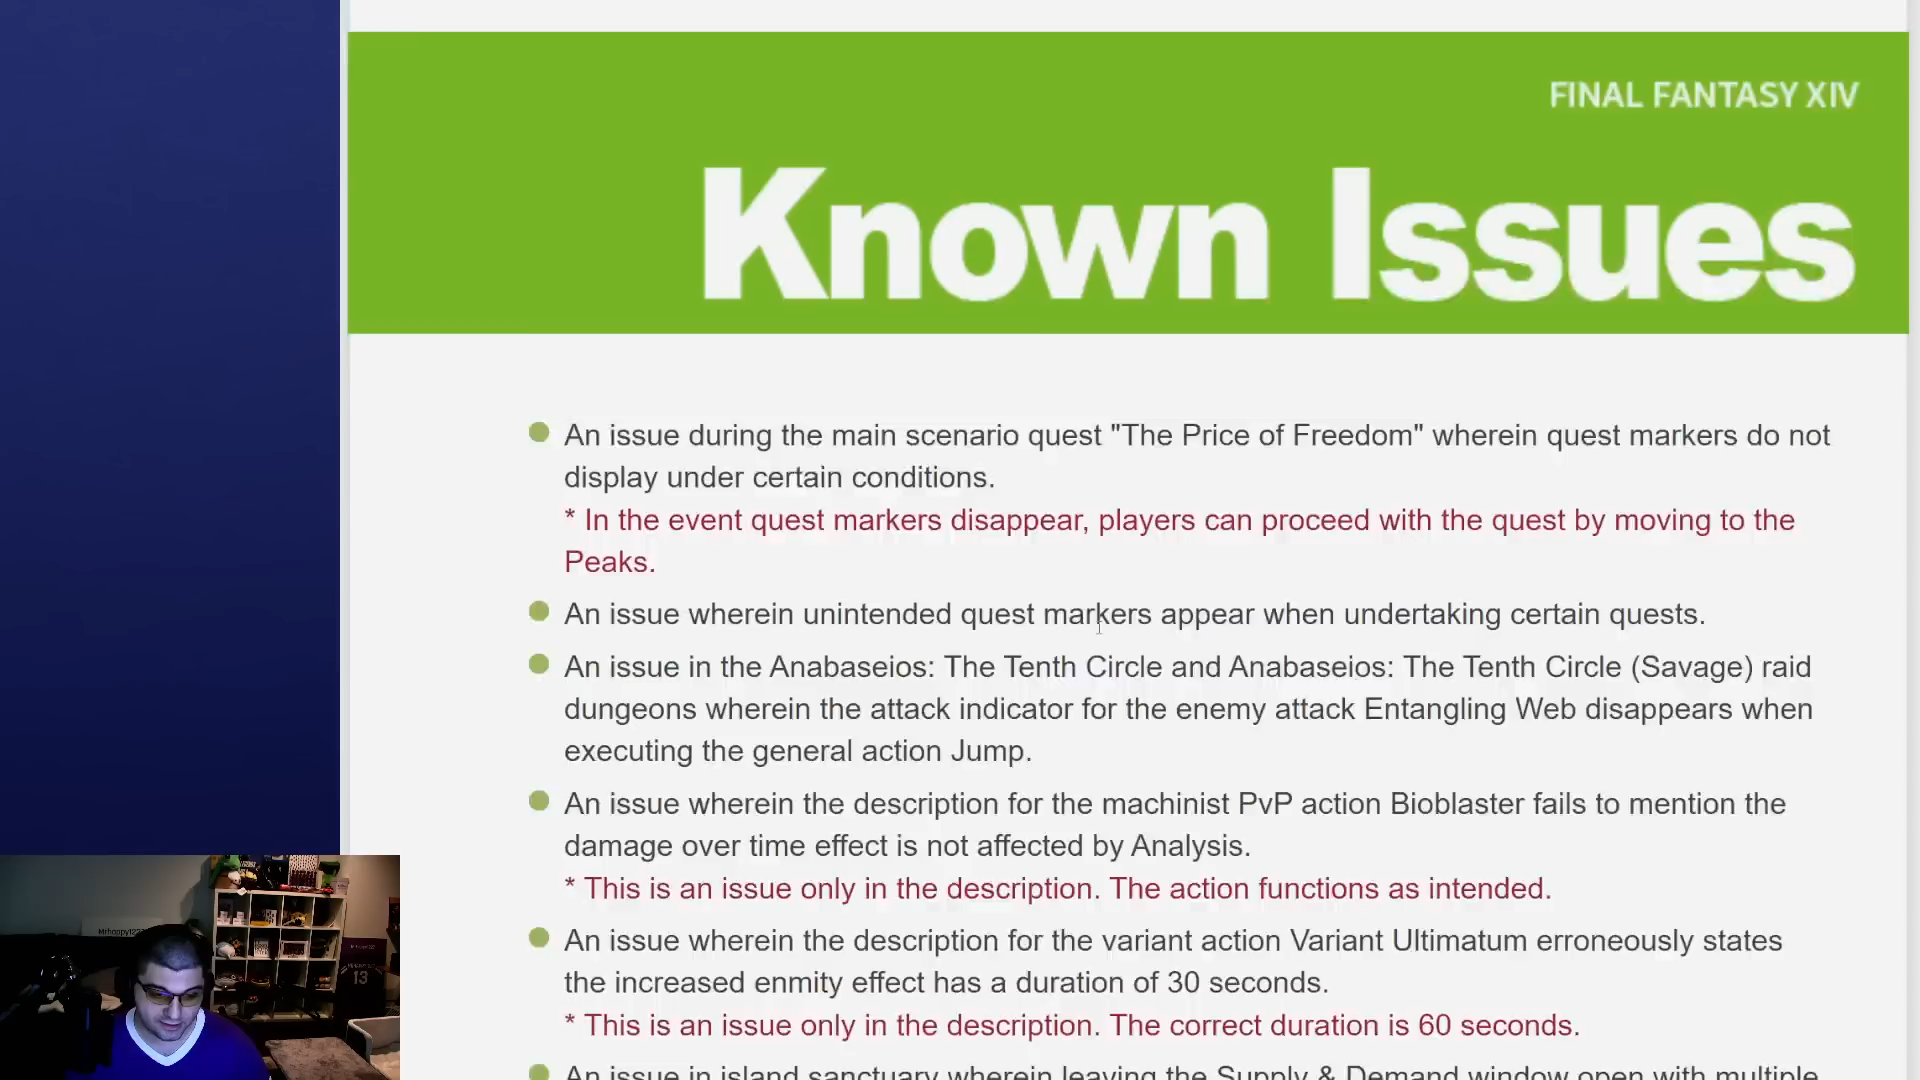 FINAL FANTASY XIV
Known Issues
An issue during the main scenario quest "The Price of Freedom" wherein quest markers do not
display under certain conditions.
* In the event quest markers disappear, players can proceed with the quest by moving to the
Peaks.
An issue wherein unintended quest markers appear when undertaking certain quests.
An issue in the Anabaseios: The Tenth Circle and Anabaseios: The Tenth Circle (Savage) raid
dungeons wherein the attack indicator for the enemy attack Entangling Web disappears when
executing the general action Jump.
An issue wherein the description for the machinist PvP action Bioblaster fails to mention the
damage over time effect is not affected by Analysis.
* This is an issue only in the description. The action functions as intended.
An issue wherein the description for the variant action Variant Ultimatum erroneously states
the increased enmity effect has a duration of 30 seconds.
* This is an issue only in the description. The correct duration is 60 seconds.
An issue in island sanctuary wherein leaving the Supply & Demand window open with multiple
13